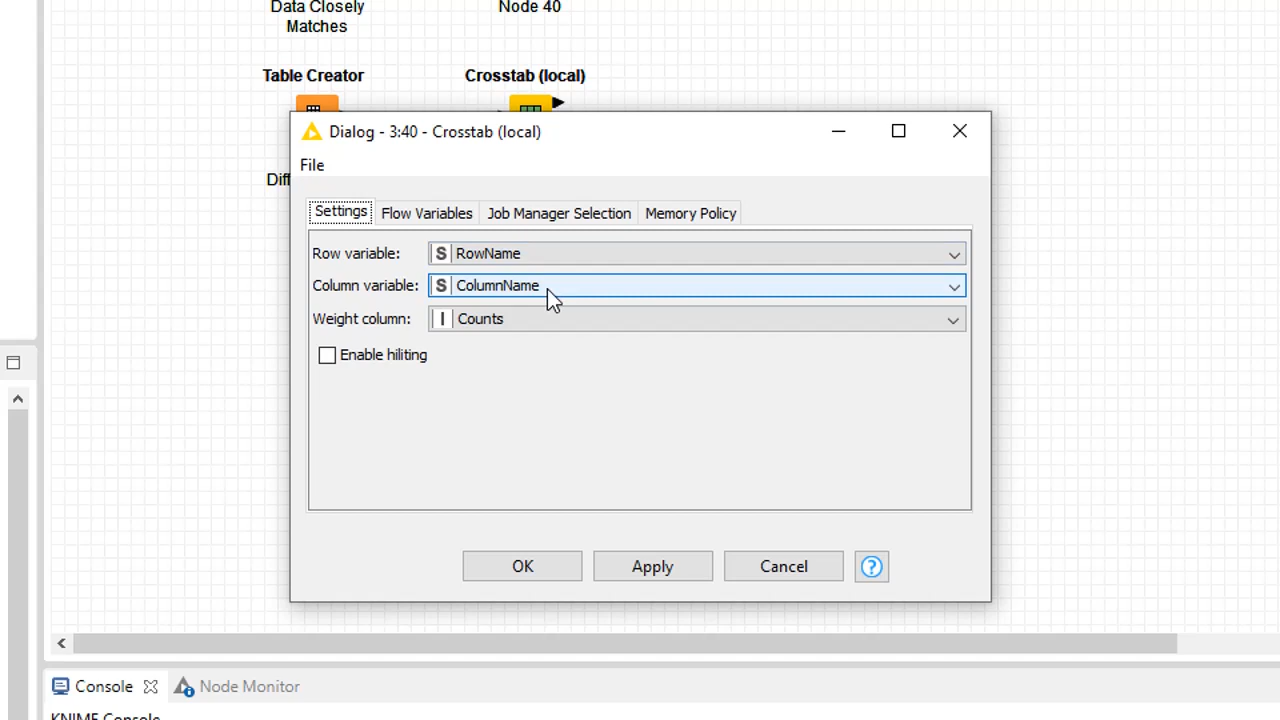 Data Closely
Matches
Node 40
Table Creator
Crosstab (local)
Diff
Dialog - 3:40 - Crosstab (local)
File
Settings
Flow Variables
Job Manager Selection
Memory Policy
Row variable:
S RowName
Column variable:
S ColumnName
Weight column:
I Counts
Enable hiliting
OK
Apply
Cancel
?
Console
Node Monitor
KNIME Console